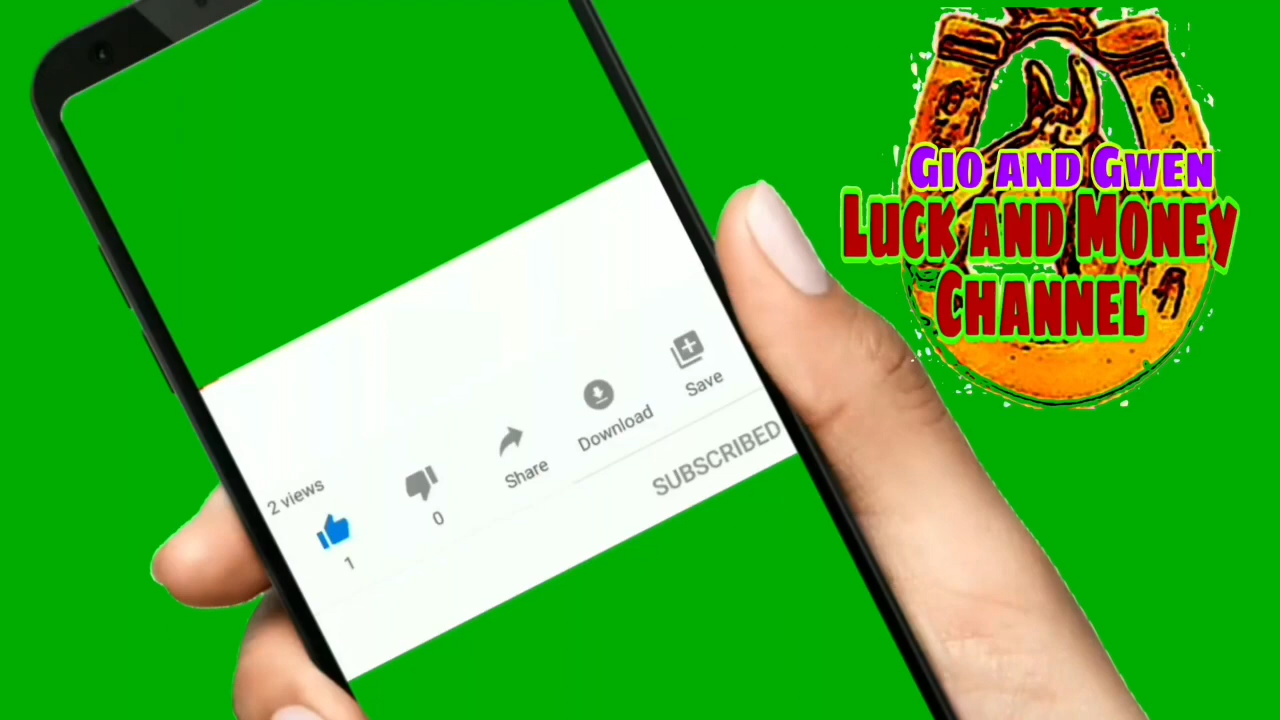 Gio and Gwen
Luck and Money
Channel
Save
Download
Share
2 views
0
1
SUBSCRIBED